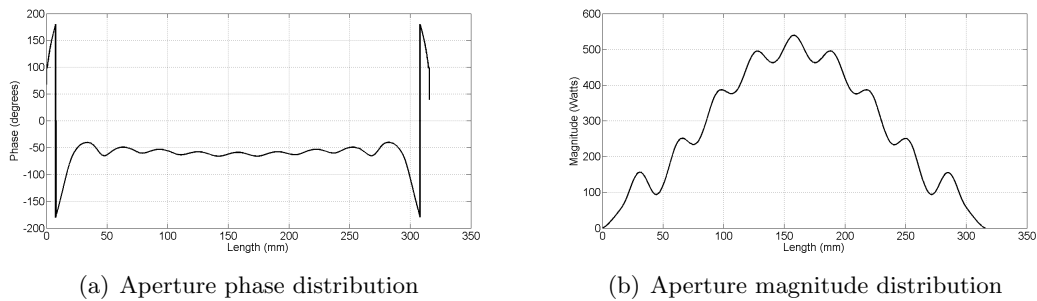 200
150
100
50
0
-50
-100
-150
-200
Phase (degrees)
0 50 100 150 200 250 300 350
Length (mm)
(a) Aperture phase distribution
600
500
400
300
200
100
0
Magnitude (Watts)
0 50 100 150 200 250 300 350
Length (mm)
(b) Aperture magnitude distribution